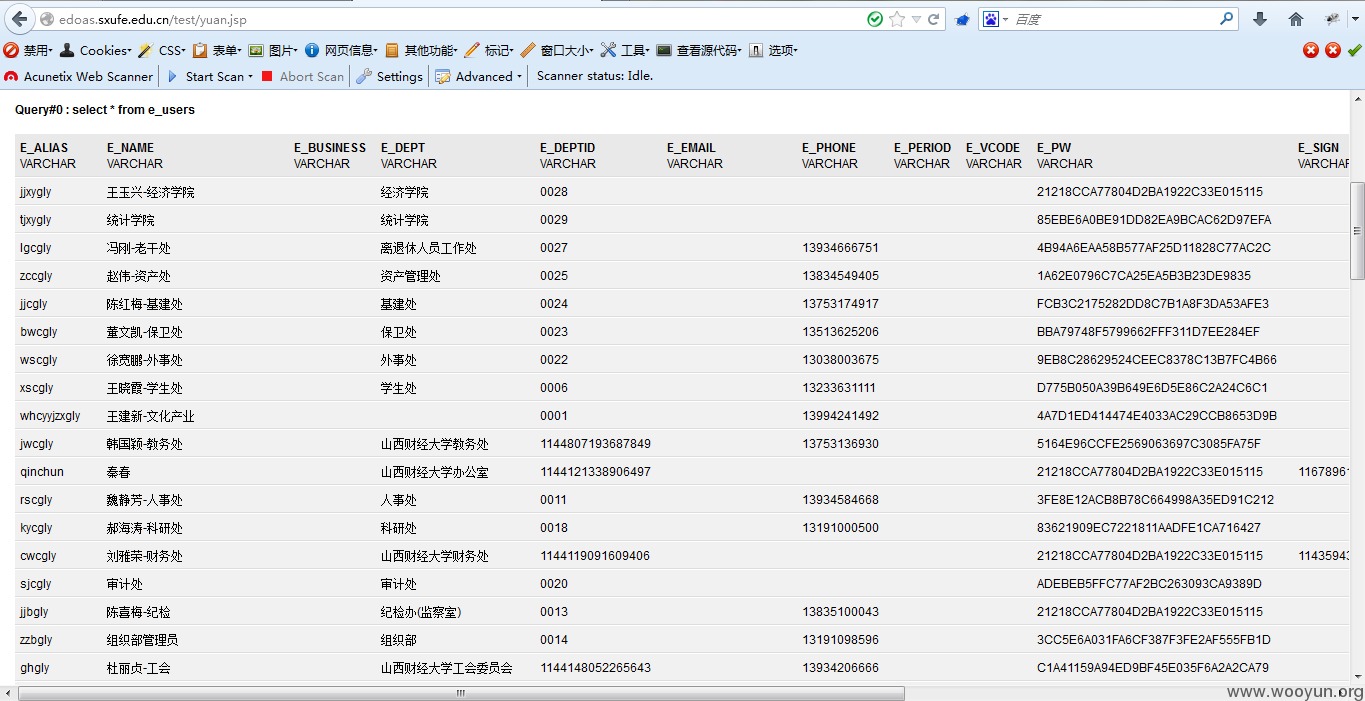 edoas.sxufe.edu.cn/test/yuan.jsp
百度
禁用 Cookies CSS 表单 图片 网页信息 其他功能 标记 窗口大小 工具 查看源代码 选项
Acunetix Web Scanner Start Scan Abort Scan Settings Advanced Scanner status: Idle.
Query#0 : select * from e_users
E_ALIAS E_NAME E_BUSINESS E_DEPT E_DEPTID E_EMAIL E_PHONE E_PERIOD E_VCODE E_PW E_SIGN
VARCHAR VARCHAR VARCHAR VARCHAR VARCHAR VARCHAR VARCHAR VARCHAR VARCHAR VARCHAR VARCHAR
jjxygly 王玉兴-经济学院 经济学院 0028 21218CCA77804D2BA1922C33E015115
tjxygly 统计学院 统计学院 0029 85EBE6A0BE91DD82EA9BCAC62D97EFA
lgcgly 冯刚-老干处 离退休人员工作处 0027 13934666751 4B94A6EAA58B577AF25D11828C77AC2C
zccgly 赵伟-资产处 资产管理处 0025 13834549405 1A62E0796C7CA25EA5B3B23DE9835
jjcgly 陈红梅-基建处 基建处 0024 13753174917 FCB3C2175282DD8C7B1A8F3DA53AFE3
bwcgly 董文凯-保卫处 保卫处 0023 13513625206 BBA79748F5799662FFF311D7EE284EF
wscgly 徐宽鹏-外事处 外事处 0022 13038003675 9EB8C28629524CEEC8378C13B7FC4B66
xscgly 王晓霞-学生处 学生处 0006 13233631111 D775B050A39B649E6D5E86C2A24C6C1
whcyyjzxgly 王建新-文化产业 0001 13994241492 4A7D1ED414474E4033AC29CCB8653D9B
jwcgly 韩国颖-教务处 山西财经大学教务处 1144807193687849 13753136930 5164E96CCFE2569063697C3085FA75F
qinchun 秦春 山西财经大学办公室 1144121338906497 21218CCA77804D2BA1922C33E015115 11678961
rscgly 魏静芳-人事处 人事处 0011 13934584668 3FE8E12ACB8B78C664998A35ED91C212
kycgly 郝海涛-科研处 科研处 0018 13191000500 83621909EC7221811AADFE1CA716427
cwcgly 刘雅荣-财务处 山西财经大学财务处 1144119091609406 21218CCA77804D2BA1922C33E015115 11435943
sjcgly 审计处 审计处 0020 ADEBEB5FFC77AF2BC263093CA9389D
jjbgly 陈喜梅-纪检 纪检办(监察室) 0013 13835100043 21218CCA77804D2BA1922C33E015115
zzbgly 组织部管理员 组织部 0014 13191098596 3CC5E6A031FA6CF387F3FE2AF555FB1D
ghgly 杜丽贞-工会 山西财经大学工会委员会 1144148052265643 13934206666 C1A41159A94ED9BF45E035F6A2A2CA79
www.wooyun.org